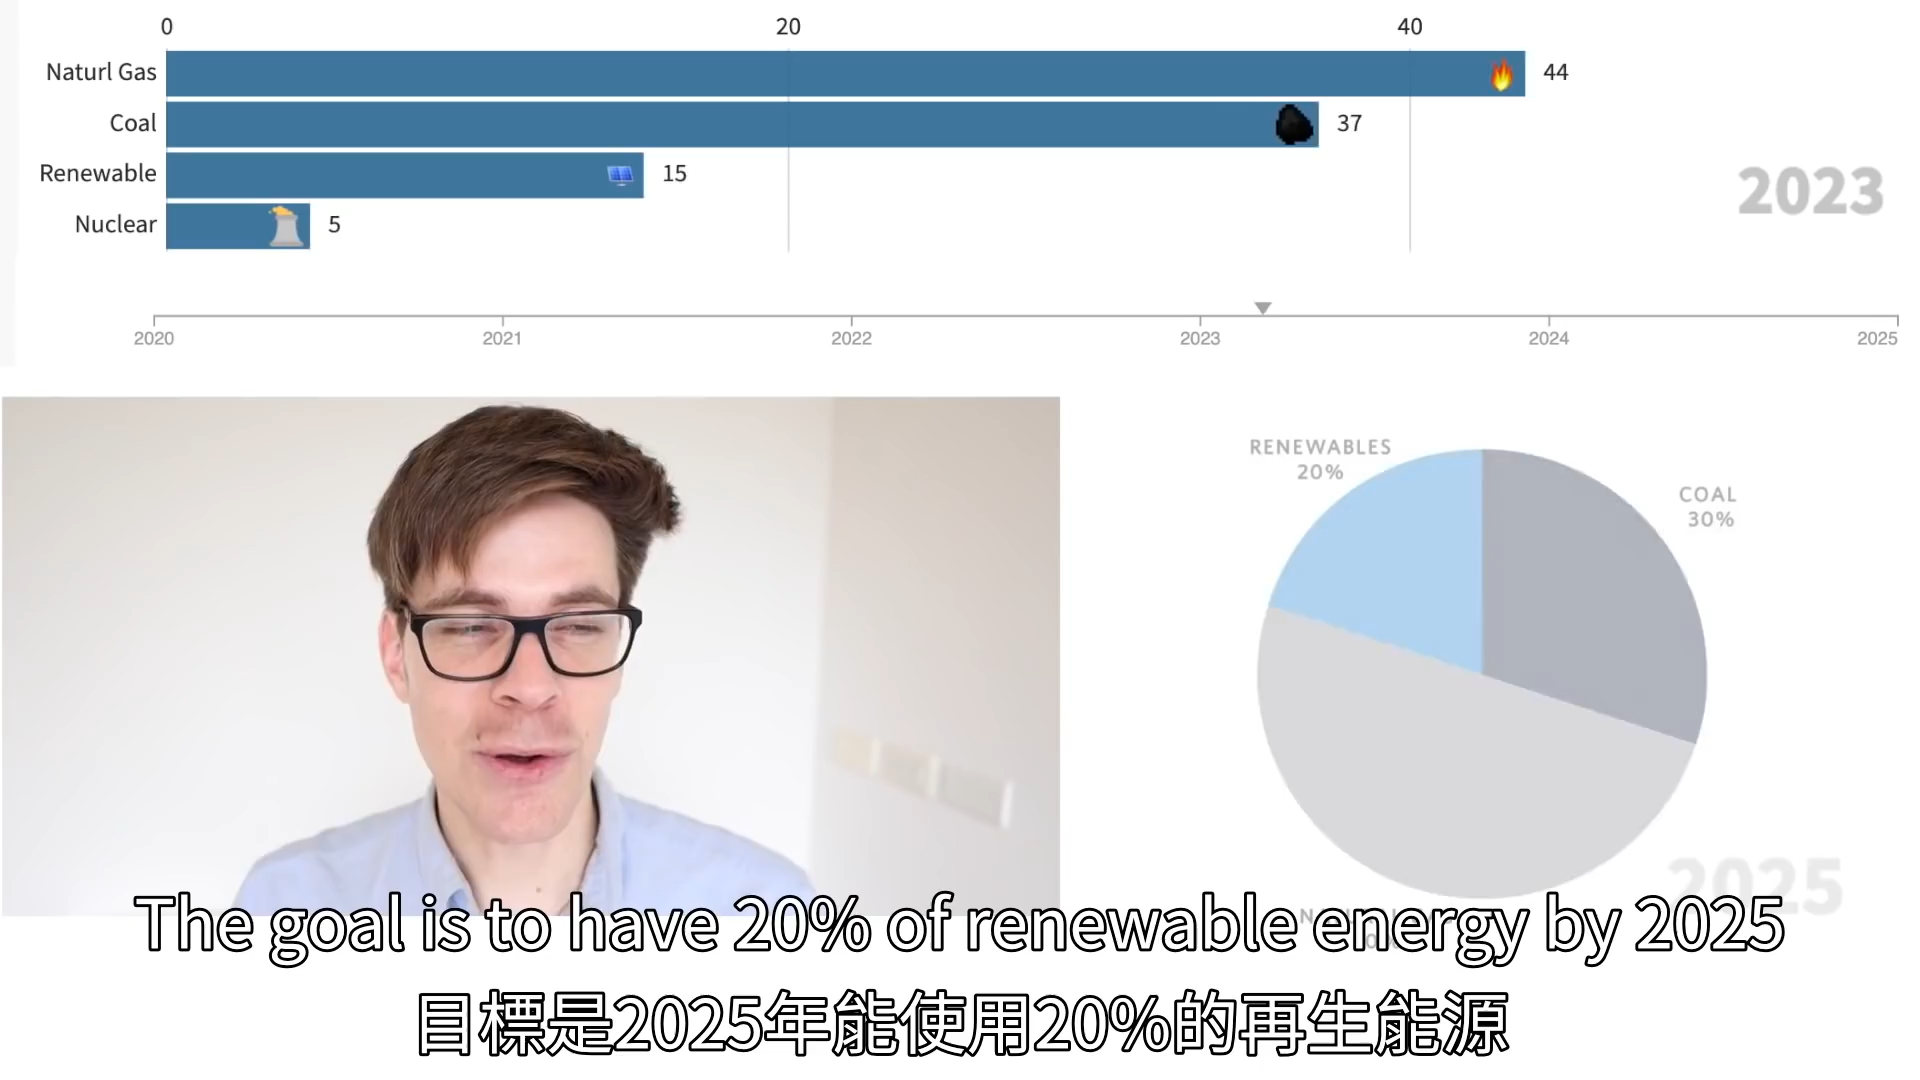 0 20 40
Naturl Gas 44
Coal 37
Renewable 15
Nuclear 5
2023
2020 2021 2022 2023 2024 2025
RENEWABLES
20%
COAL
30%
2025
The goal is to have 20% of renewable energy by 2025
目標是2025年能使用20%的再生能源